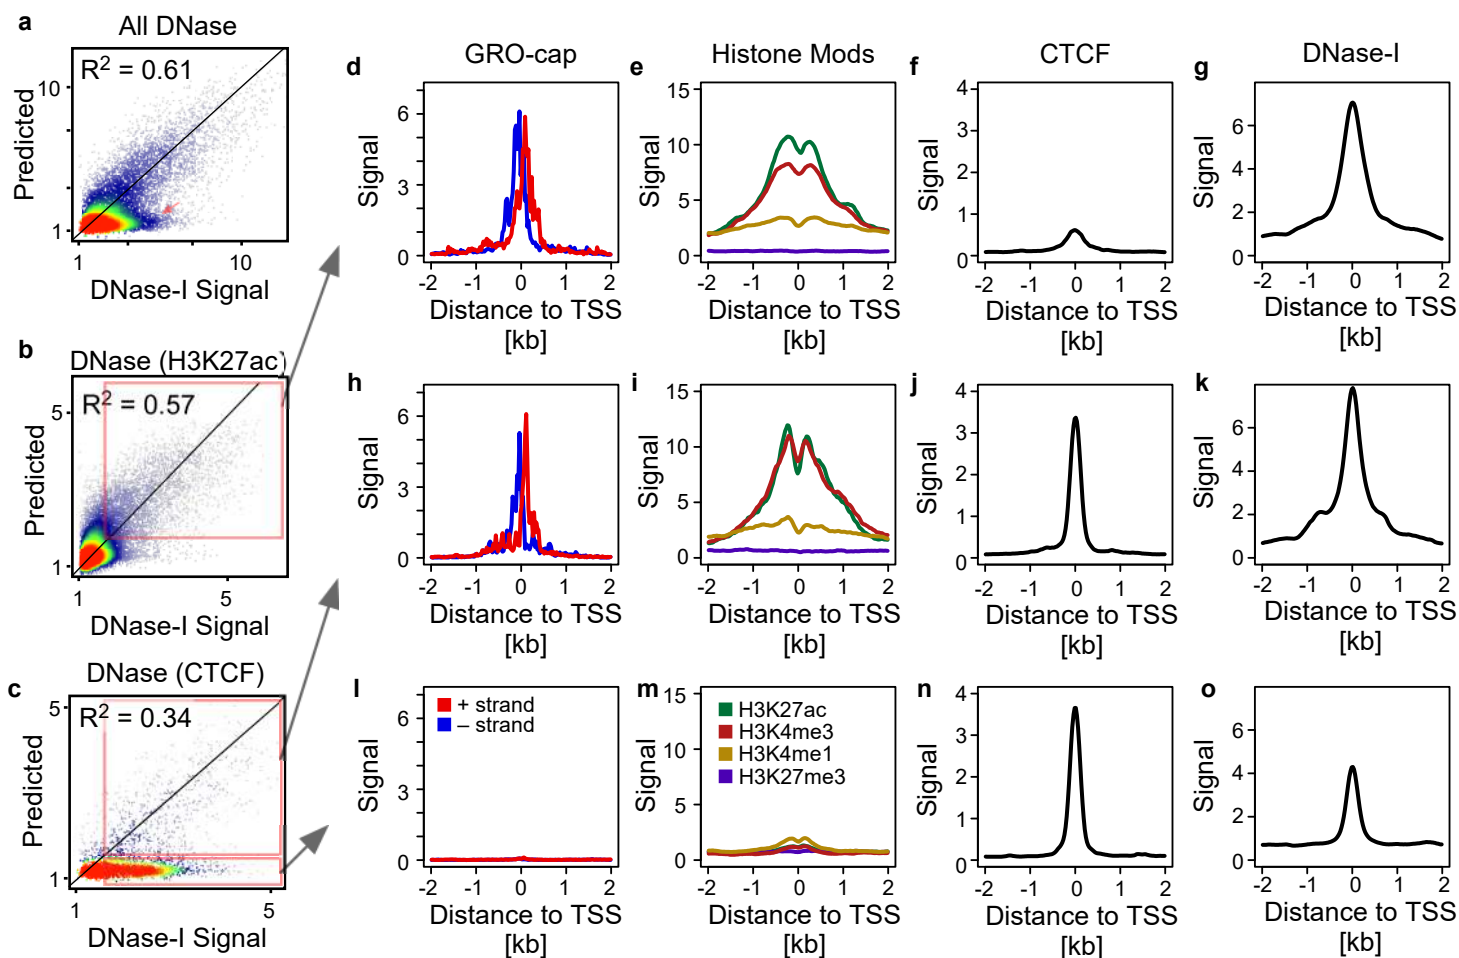 a
All DNase
R² = 0.61
10
1
Predicted
1
10
DNase-I Signal
b
DNase (H3K27ac)
R² = 0.57
5
1
Predicted
1
5
DNase-I Signal
c
DNase (CTCF)
R² = 0.34
5
1
Predicted
1
5
DNase-I Signal
d
GRO-cap
Signal
6
3
0
-2 -1 0 1 2
Distance to TSS
[kb]
e
Histone Mods
Signal
15
10
5
0
-2 -1 0 1 2
Distance to TSS
[kb]
f
CTCF
Signal
4
3
2
1
0
-2 -1 0 1 2
Distance to TSS
[kb]
g
DNase-I
Signal
6
4
2
0
-2 -1 0 1 2
Distance to TSS
[kb]
h
Signal
6
3
0
-2 -1 0 1 2
Distance to TSS
[kb]
i
Signal
15
10
5
0
-2 -1 0 1 2
Distance to TSS
[kb]
j
Signal
4
3
2
1
0
-2 -1 0 1 2
Distance to TSS
[kb]
k
Signal
6
4
2
0
-2 -1 0 1 2
Distance to TSS
[kb]
l
+ strand
– strand
Signal
6
3
0
-2 -1 0 1 2
Distance to TSS
[kb]
m
H3K27ac
H3K4me3
H3K4me1
H3K27me3
Signal
15
10
5
0
-2 -1 0 1 2
Distance to TSS
[kb]
n
Signal
4
3
2
1
0
-2 -1 0 1 2
Distance to TSS
[kb]
o
Signal
6
4
2
0
-2 -1 0 1 2
Distance to TSS
[kb]